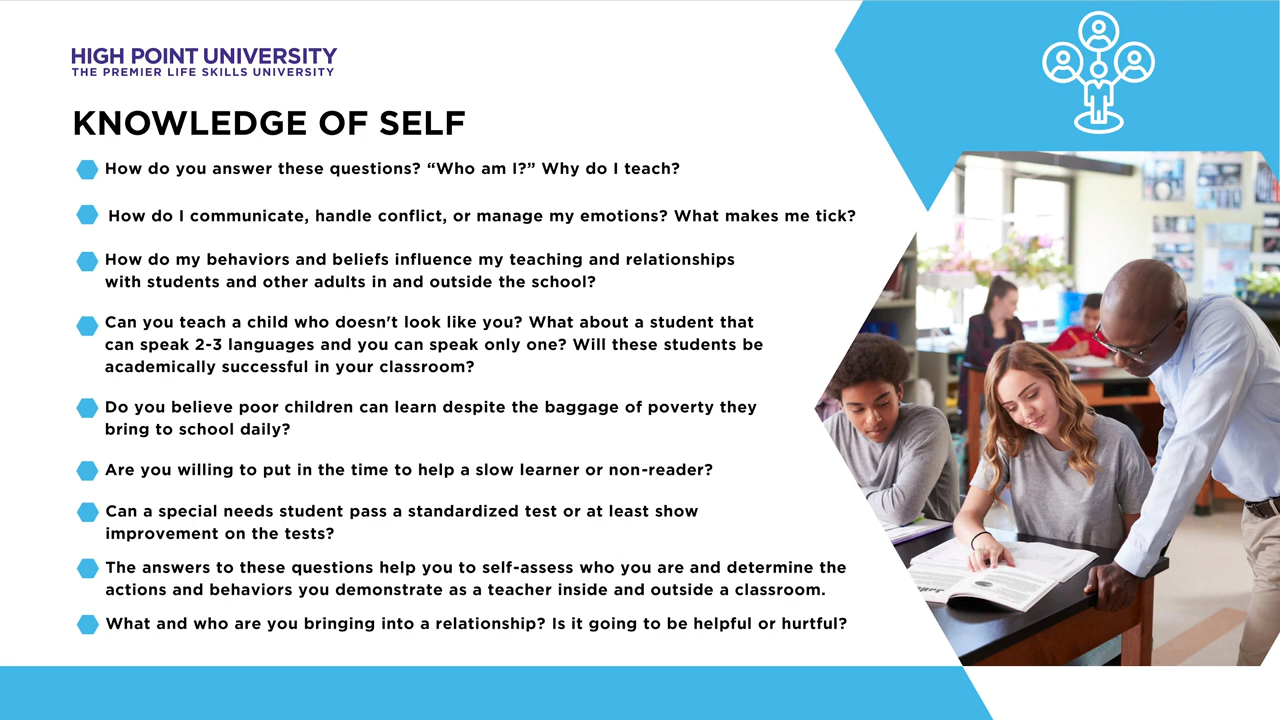 HIGH POINT UNIVERSITY
THE PREMIER LIFE SKILLS UNIVERSITY
KNOWLEDGE OF SELF
How do you answer these questions? “Who am I?” Why do I teach?
How do I communicate, handle conflict, or manage my emotions? What makes me tick?
How do my behaviors and beliefs influence my teaching and relationships
with students and other adults in and outside the school?
Can you teach a child who doesn't look like you? What about a student that
can speak 2-3 languages and you can speak only one? Will these students be
academically successful in your classroom?
Do you believe poor children can learn despite the baggage of poverty they
bring to school daily?
Are you willing to put in the time to help a slow learner or non-reader?
Can a special needs student pass a standardized test or at least show
improvement on the tests?
The answers to these questions help you to self-assess who you are and determine the
actions and behaviors you demonstrate as a teacher inside and outside a classroom.
What and who are you bringing into a relationship? Is it going to be helpful or hurtful?